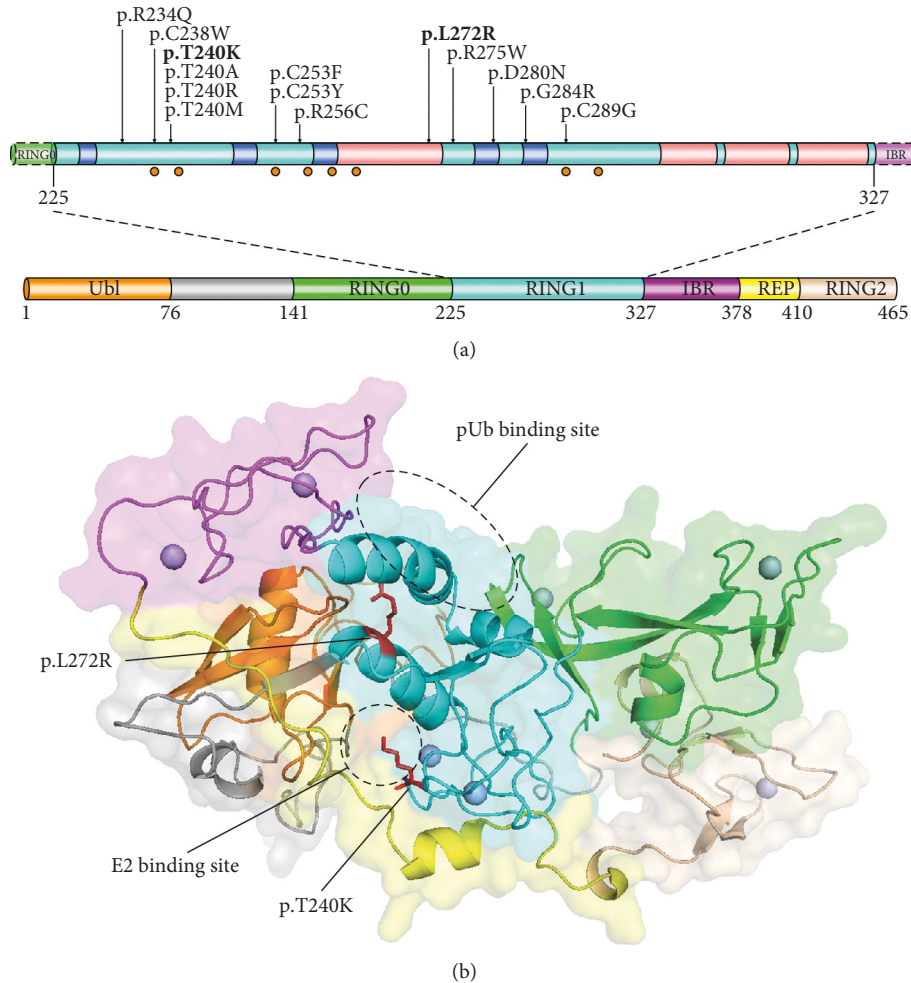 p.R234Q
p.C238W
p.T240K
p.T240A
p.T240R
p.T240M
p.C253F
p.C253Y
p.R256C
p.L272R
p.R275W
p.D280N
p.G284R
p.C289G
RING0
IBR
225
327
Ubl
RING0
RING1
IBR
REP
RING2
1
76
141
225
327
378
410
465
(a)
pUb binding site
p.L272R
E2 binding site
p.T240K
(b)